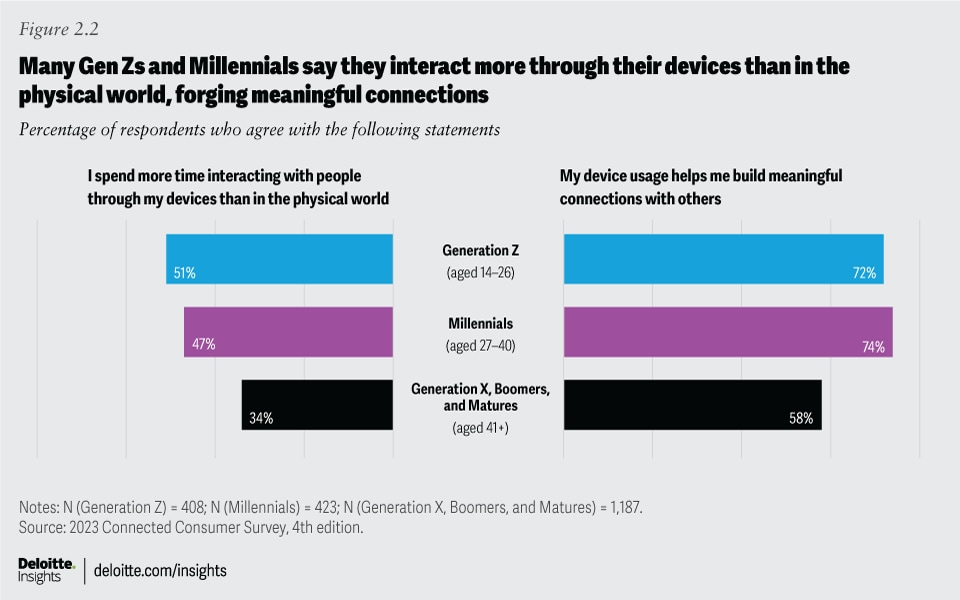 Figure 2.2
Many Gen Zs and Millennials say they interact more through their devices than in the
physical world, forging meaningful connections
Percentage of respondents who agree with the following statements
I spend more time interacting with people
through my devices than in the physical world
My device usage helps me build meaningful
connections with others
51%
Generation Z
(aged 14–26)
72%
47%
Millennials
(aged 27–40)
74%
34%
Generation X, Boomers,
and Matures
(aged 41+)
58%
Notes: N (Generation Z) = 408; N (Millennials) = 423; N (Generation X, Boomers, and Matures) = 1,187.
Source: 2023 Connected Consumer Survey, 4th edition.
Deloitte.
Insights
deloitte.com/insights